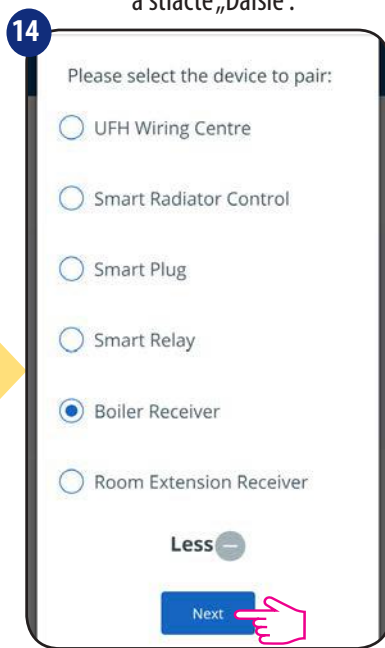 a stlačte „Ďalšie".
14
Please select the device to pair:
UFH Wiring Centre
Smart Radiator Control
Smart Plug
Smart Relay
Boiler Receiver
Room Extension Receiver
Less
Next